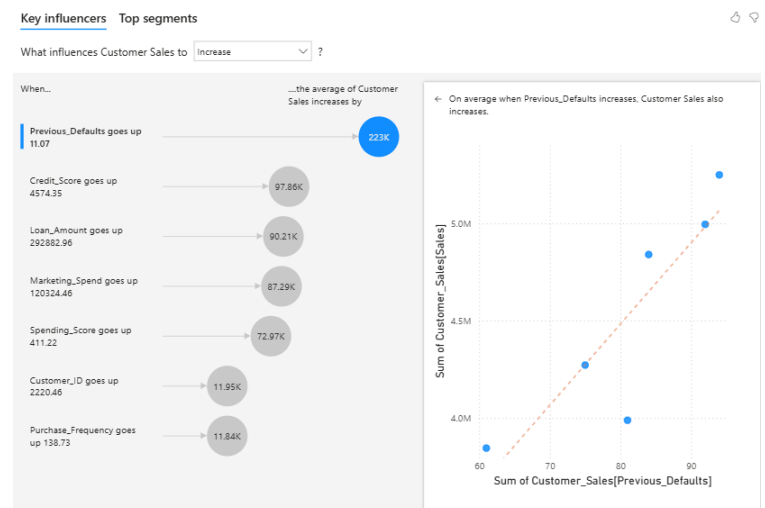 Key influencers Top segments
What influences Customer Sales to Increase ?
When...
....the average of Customer
Sales increases by
Previous_Defaults goes up
11.07
223K
Credit_Score goes up
4574.35
97.86K
Loan_Amount goes up
292882.96
90.21K
Marketing_Spend goes up
120324.46
87.29K
Spending_Score goes up
411.22
72.97K
Customer_ID goes up
2220.46
11.95K
Purchase_Frequency goes
up 138.73
11.84K
← On average when Previous_Defaults increases, Customer Sales also
increases.
Sum of Customer_Sales[Sales]
5.0M
4.5M
4.0M
60 70 80 90
Sum of Customer_Sales[Previous_Defaults]